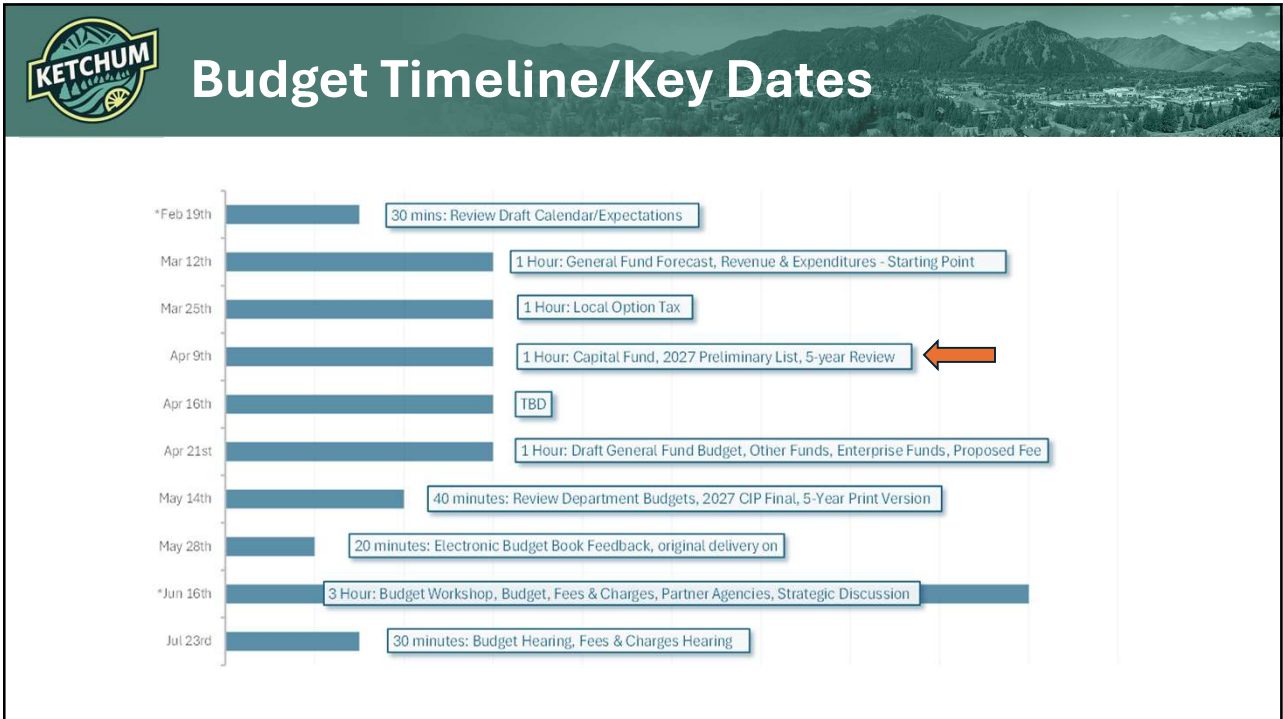 KETCHUM
Budget Timeline/Key Dates
*Feb 19th
30 mins: Review Draft Calendar/Expectations
Mar 12th
1 Hour: General Fund Forecast, Revenue & Expenditures - Starting Point
Mar 25th
1 Hour: Local Option Tax
Apr 9th
1 Hour: Capital Fund, 2027 Preliminary List, 5-year Review
Apr 16th
TBD
Apr 21st
1 Hour: Draft General Fund Budget, Other Funds, Enterprise Funds, Proposed Fee
May 14th
40 minutes: Review Department Budgets, 2027 CIP Final, 5-Year Print Version
May 28th
20 minutes: Electronic Budget Book Feedback, original delivery on
*Jun 16th
3 Hour: Budget Workshop, Budget, Fees & Charges, Partner Agencies, Strategic Discussion
Jul 23rd
30 minutes: Budget Hearing, Fees & Charges Hearing